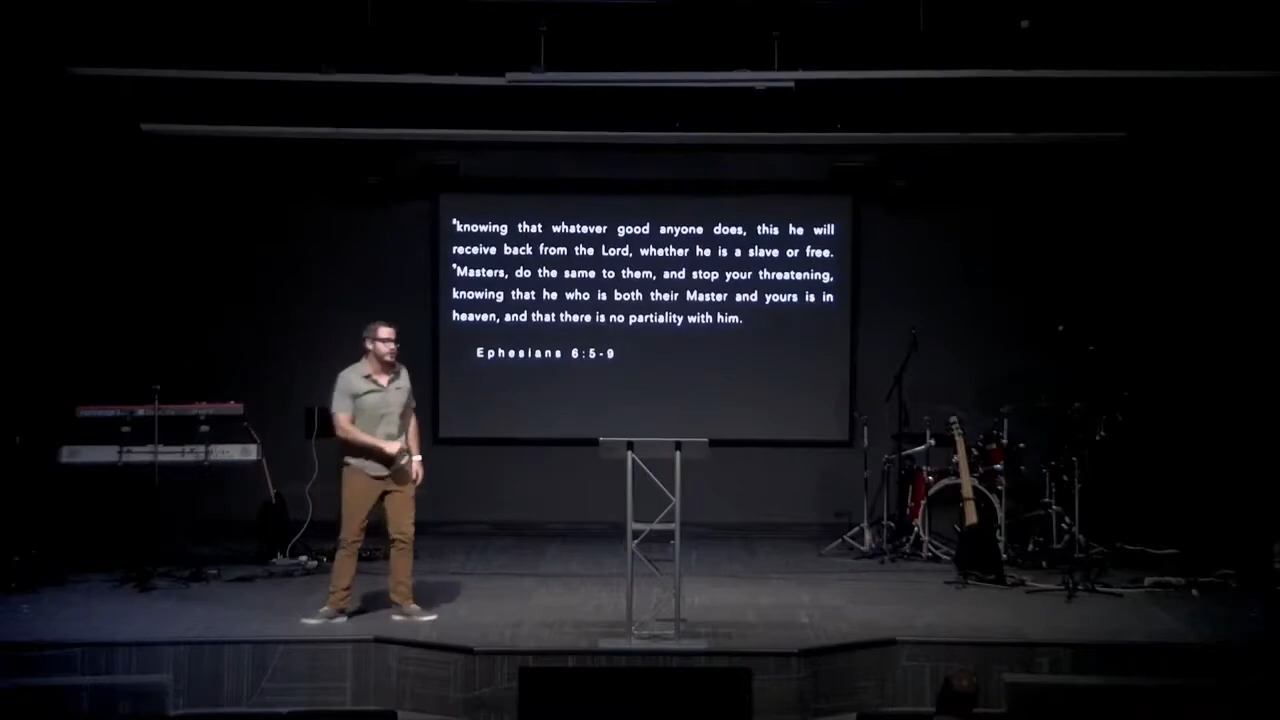 ⁸knowing that whatever good anyone does, this he will
receive back from the Lord, whether he is a slave or free.
⁹Masters, do the same to them, and stop your threatening,
knowing that he who is both their Master and yours is in
heaven, and that there is no partiality with him.
Ephesians 6:5-9